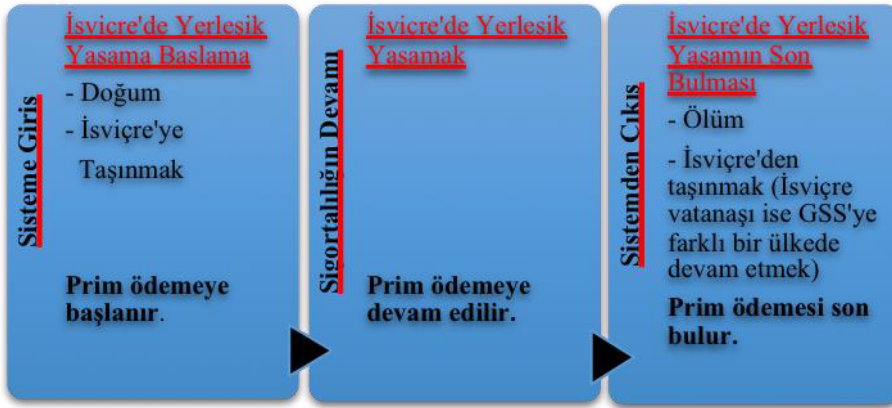 Sisteme Giris
İsviçre'de Yerlesik
Yasama Baslama
- Doğum
- İsviçre'ye
Taşınmak
Prim ödemeye
başlanır.
Sigortalılığın Devamı
İsviçre'de Yerlesik
Yasamak
Prim ödemeye
devam edilir.
Sistemden Cıkıs
İsviçre'de Yerlesik
Yasamın Son
Bulması
- Ölüm
- İsviçre'den
taşınmak (İsviçre
vatanaşı ise GSS'ye
farklı bir ülkede
devam etmek)
Prim ödemesi son
bulur.